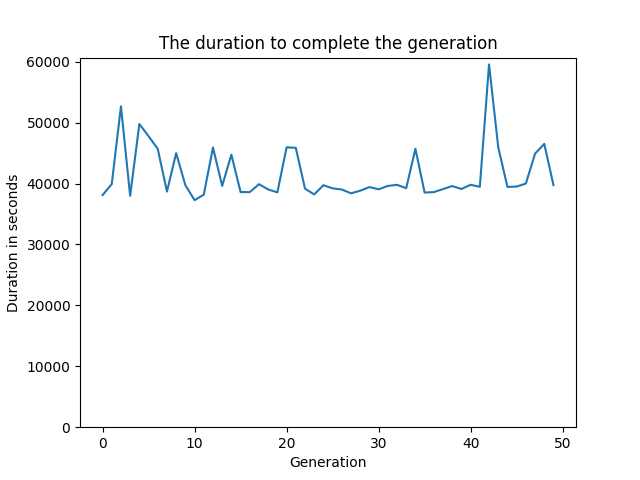 The duration to complete the generation
60000
50000
40000
30000
20000
10000
0
Duration in seconds
0 10 20 30 40 50
Generation